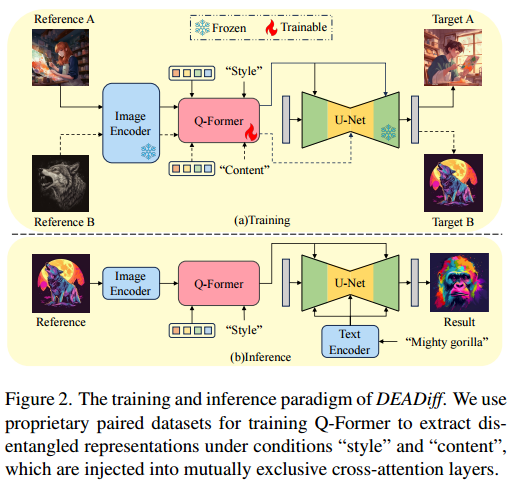 Reference A
Frozen
Trainable
Target A
"Style"
Image
Encoder
Q-Former
U-Net
"Content"
Reference B
(a)Training
Target B
Image
Encoder
Q-Former
U-Net
Reference
"Style"
Text
Encoder
Result
"Mighty gorilla"
(b)Inference
Figure 2. The training and inference paradigm of DEADiff. We use
proprietary paired datasets for training Q-Former to extract dis-
entangled representations under conditions “style” and “content”,
which are injected into mutually exclusive cross-attention layers.